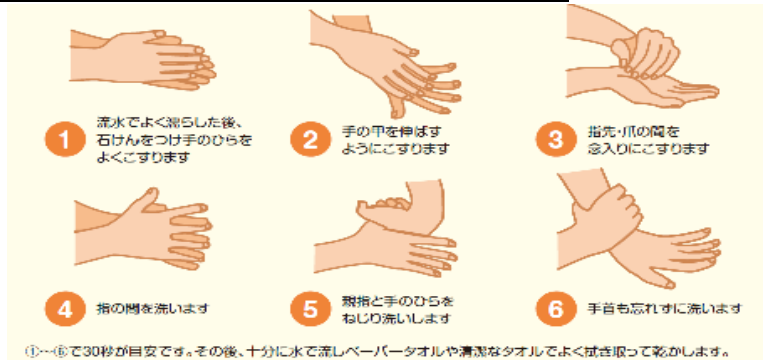 1
流水でよく濡らした後、
石けんをつけ手のひらを
よくこすります
2
手の甲を伸ばす
ようにこすります
3
指先・爪の間を
念入りにこすります
4
指の間を洗います
5
親指と手のひらを
ねじり洗いします
6
手首も忘れずに洗います
①…⑥で30秒が目安です。その後、十分に水で流しペーパータオルや清潔なタオルでよく拭き取って乾かします。